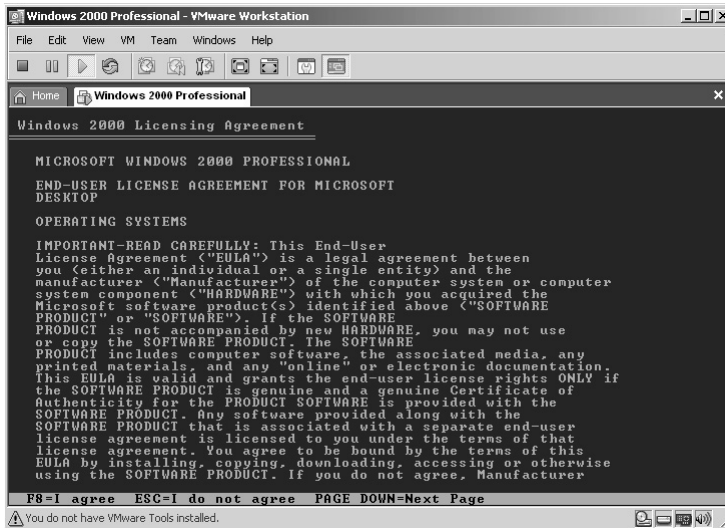 Windows 2000 Professional - VMware Workstation
File Edit View VM Team Windows Help
Home Windows 2000 Professional
Windows 2000 Licensing Agreement
MICROSOFT WINDOWS 2000 PROFESSIONAL
END-USER LICENSE AGREEMENT FOR MICROSOFT
DESKTOP
OPERATING SYSTEMS
IMPORTANT-READ CAREFULLY: This End-User
License Agreement ("EULA") is a legal agreement between
you (either an individual or a single entity) and the
manufacturer ("Manufacturer") of the computer system or computer
system component ("HARDWARE") with which you acquired the
Microsoft software product(s) identified above ("SOFTWARE
PRODUCT" or "SOFTWARE"). If the SOFTWARE
PRODUCT is not accompanied by new HARDWARE, you may not use
or copy the SOFTWARE PRODUCT. The SOFTWARE
PRODUCT includes computer software, the associated media, any
printed materials, and any "online" or electronic documentation.
This EULA is valid and grants the end-user license rights ONLY if
the SOFTWARE PRODUCT is genuine and a genuine Certificate of
Authenticity for the PRODUCT SOFTWARE is provided with the
SOFTWARE PRODUCT. Any software provided along with the
SOFTWARE PRODUCT that is associated with a separate end-user
license agreement is licensed to you under the terms of that
license agreement. You agree to be bound by the terms of this
EULA by installing, copying, downloading, accessing or otherwise
using the SOFTWARE PRODUCT. If you do not agree, Manufacturer
F8=I agree ESC=I do not agree PAGE DOWN=Next Page
You do not have VMware Tools installed.